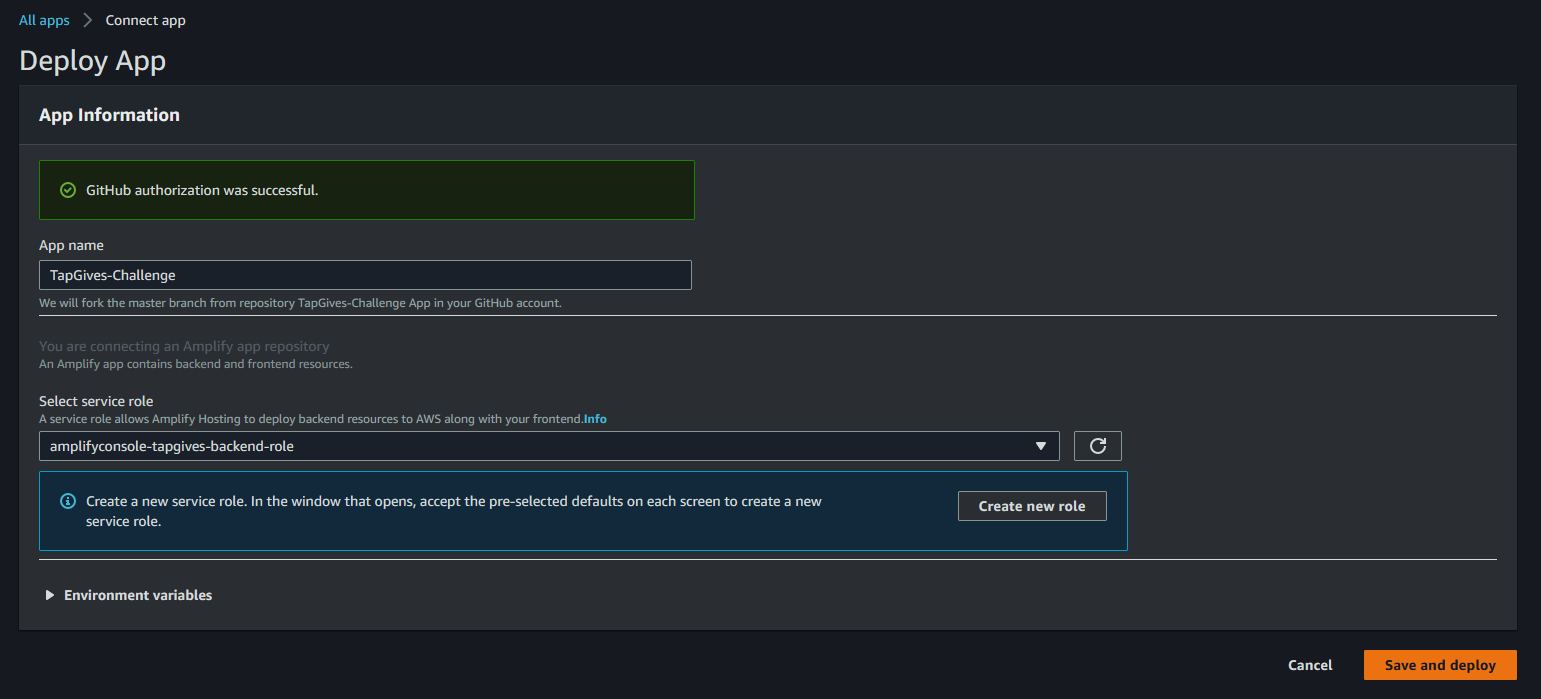 All apps > Connect app
Deploy App
App Information
GitHub authorization was successful.
App name
TapGives-Challenge
We will fork the master branch from repository TapGives-Challenge App in your GitHub account.
You are connecting an Amplify app repository
An Amplify app contains backend and frontend resources.
Select service role
A service role allows Amplify Hosting to deploy backend resources to AWS along with your frontend.Info
amplifyconsole-tapgives-backend-role
Create a new service role. In the window that opens, accept the pre-selected defaults on each screen to create a new
service role.
Create new role
Environment variables
Cancel
Save and deploy